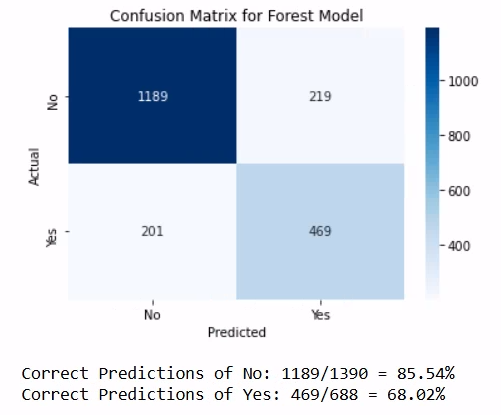 Confusion Matrix for Forest Model
No
1189
219
1000
800
Actual
600
Yes
201
469
400
No
Yes
Predicted
Correct Predictions of No: 1189/1390 = 85.54%
Correct Predictions of Yes: 469/688 = 68.02%